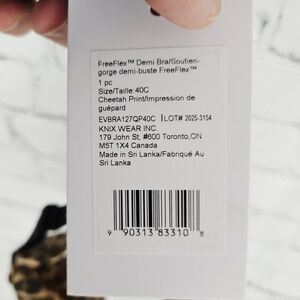 FreeFlex™ Demi Bra/Soutien-
gorge demi-buste FreeFlex™
1 pc
Size/Taille:40C
Cheetah Print/Impression de
guépard
EVBRA127QP40C |LOT# 2025-3154
KNIX WEAR INC.
179 John St, #600 Toronto,ON
M5T 1X4 Canada
Made in Sri Lanka/Fabriqué Au
Sri Lanka
9 90313 83310 8